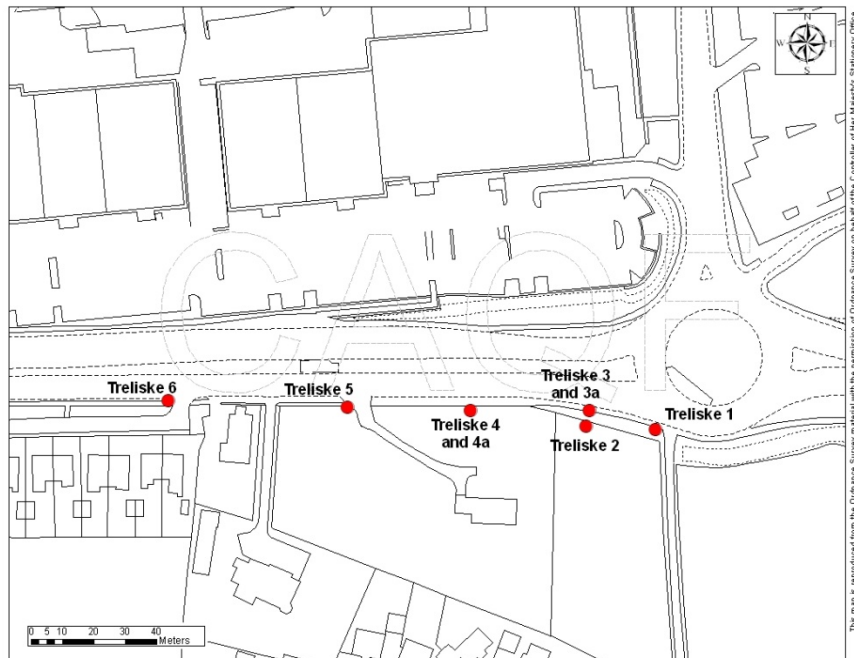 N
W E
S
CAQT
Treliske 6
Treliske 5
Treliske 3
and 3a
Treliske 4
and 4a
Treliske 2
Treliske 1
0 5 10 20 30 40
Meters
This map is reproduced from the Ordnance Survey material with the permission of Ordnance Survey on behalf of the Controller of Her Majesty's Stationery Office